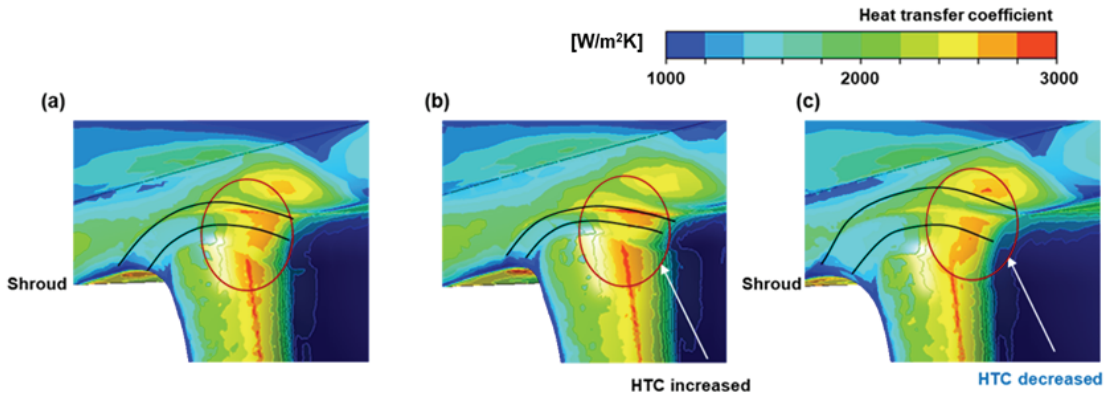 Heat transfer coefficient
[W/m²K]
1000 2000 3000
(a) (b) (c)
Shroud Shroud
HTC increased
HTC decreased